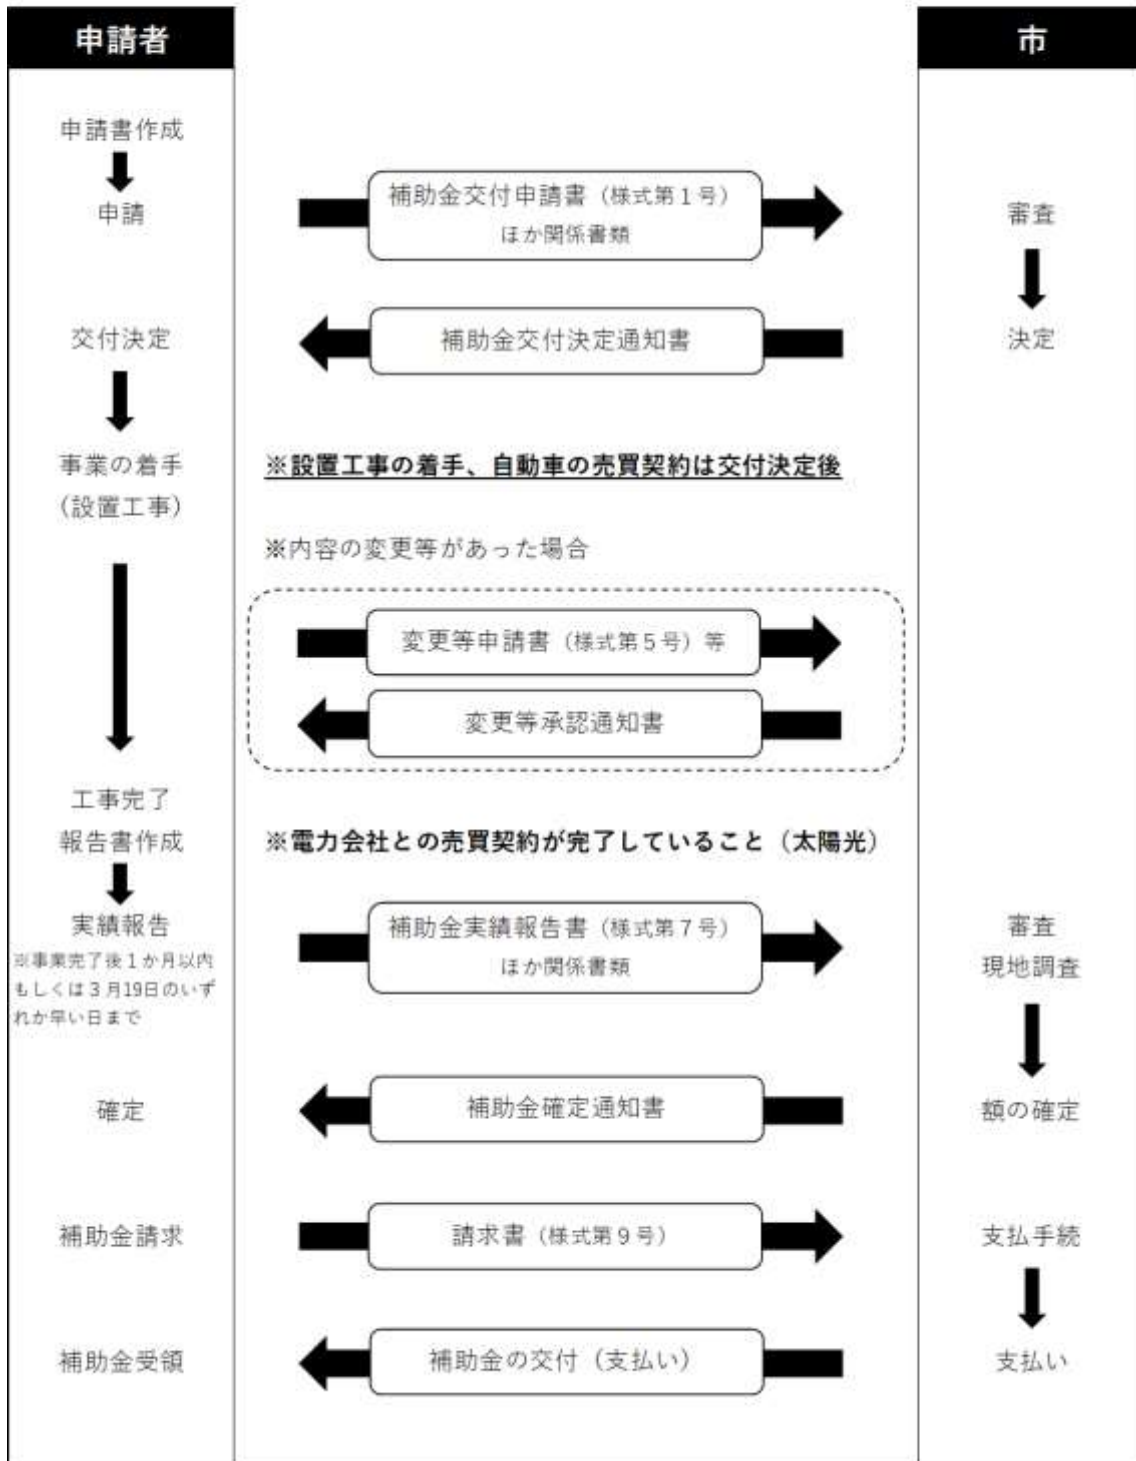 申請者
市
申請書作成
申請
補助金交付申請書（様式第１号）
ほか関係書類
審査
交付決定
補助金交付決定通知書
決定
事業の着手
（設置工事）
※設置工事の着手、自動車の売買契約は交付決定後
※内容の変更等があった場合
変更等申請書（様式第５号）等
変更等承認通知書
工事完了
報告書作成
※電力会社との売買契約が完了していること（太陽光）
実績報告
※事業完了後１か月以内
もしくは３月19日のいず
れか早い日まで
補助金実績報告書（様式第７号）
ほか関係書類
審査
現地調査
確定
補助金確定通知書
額の確定
補助金請求
請求書（様式第９号）
支払手続
補助金受領
補助金の交付（支払い）
支払い